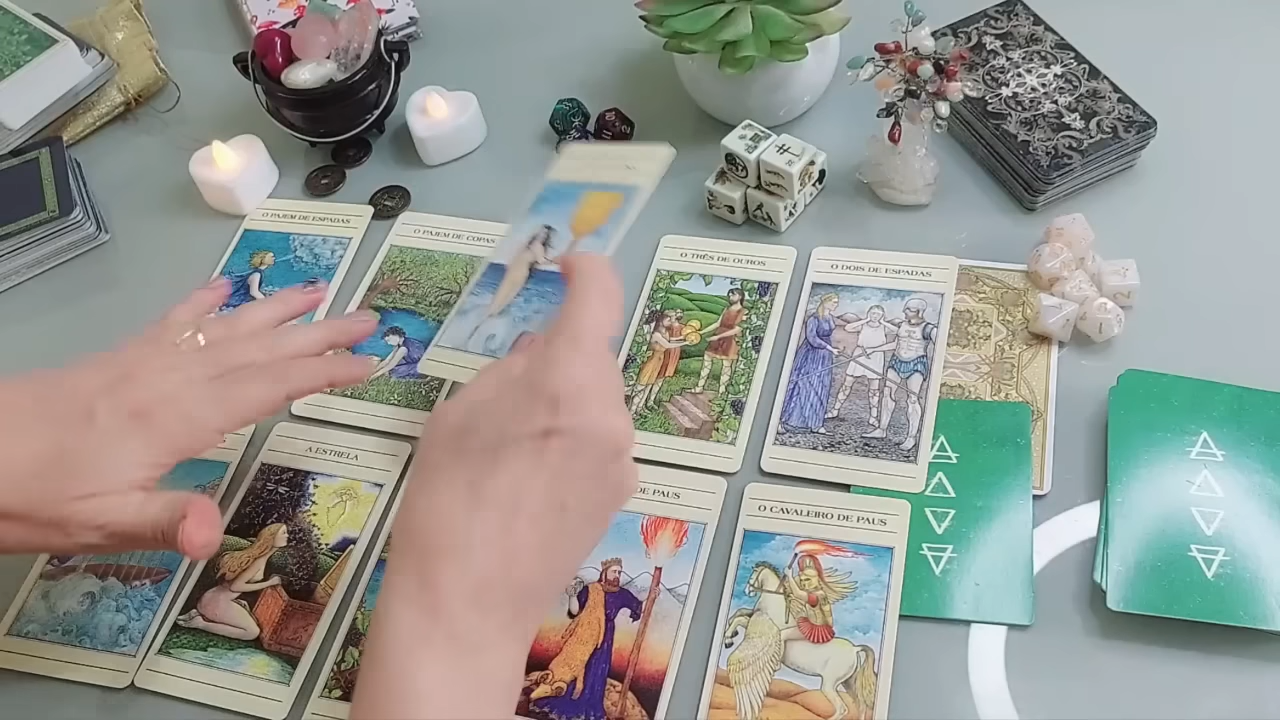 O PAJEM DE ESPADAS
O PAJEM DE COPAS
O TRÊS DE OUROS
O DOIS DE ESPADAS
A ESTRELA
DE PAUS
O CAVALEIRO DE PAUS